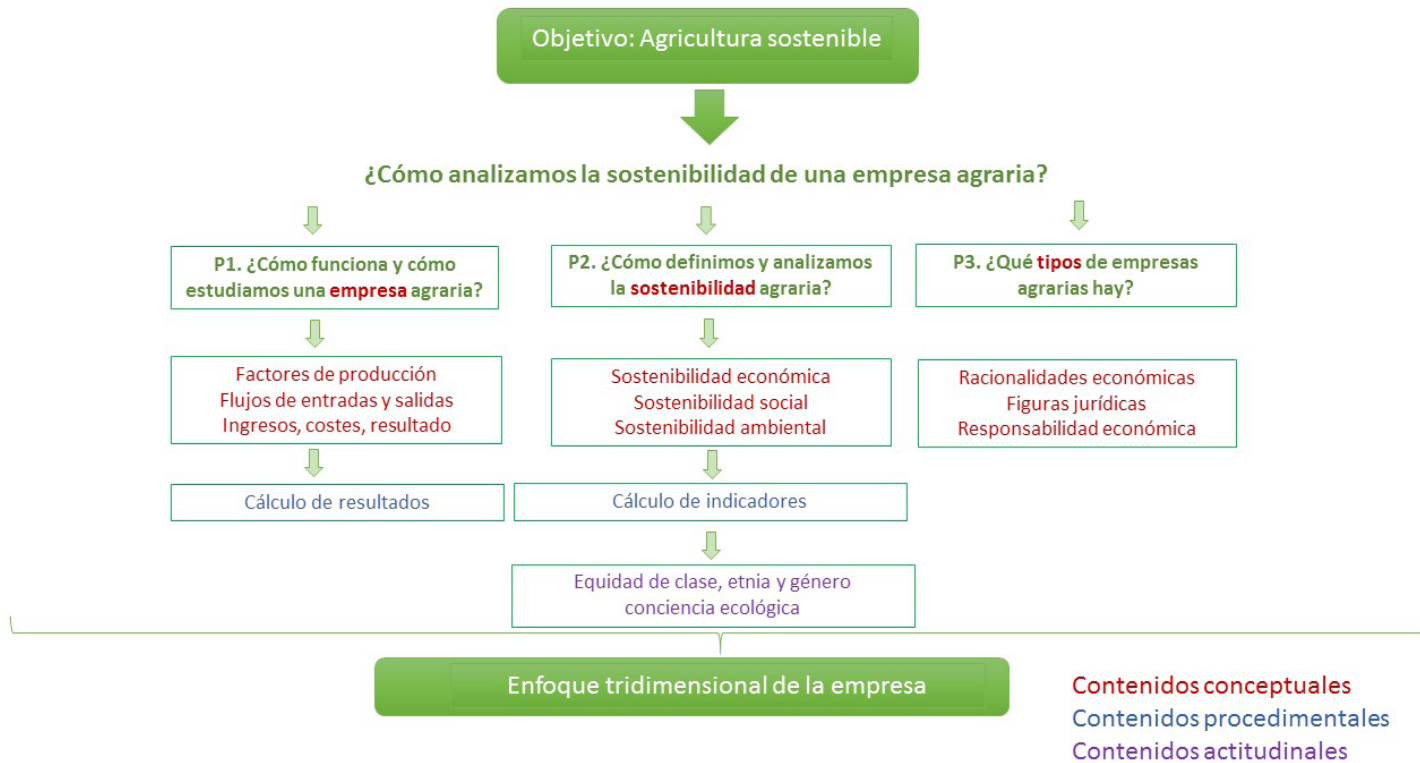 Objetivo: Agricultura sostenible
¿Cómo analizamos la sostenibilidad de una empresa agraria?
P1. ¿Cómo funciona y cómo
estudiamos una empresa agraria?
P2. ¿Cómo definimos y analizamos
la sostenibilidad agraria?
P3. ¿Qué tipos de empresas
agrarias hay?
Factores de producción
Flujos de entradas y salidas
Ingresos, costes, resultado
Sostenibilidad económica
Sostenibilidad social
Sostenibilidad ambiental
Racionalidades económicas
Figuras jurídicas
Responsabilidad económica
Cálculo de resultados
Cálculo de indicadores
Equidad de clase, etnia y género
conciencia ecológica
Enfoque tridimensional de la empresa
Contenidos conceptuales
Contenidos procedimentales
Contenidos actitudinales